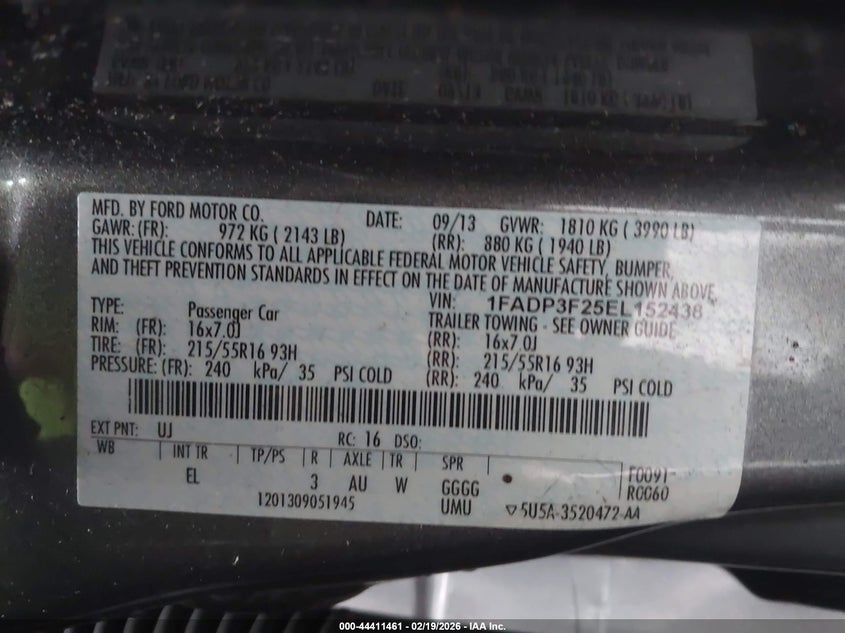 MFD. BY FORD MOTOR CO. DATE: 09/13 GVWR: 1810 KG ( 3990 LB)
GAWR: (FR): 972 KG ( 2143 LB) (RR): 880 KG ( 1940 LB)
THIS VEHICLE CONFORMS TO ALL APPLICABLE FEDERAL MOTOR VEHICLE SAFETY, BUMPER,
AND THEFT PREVENTION STANDARDS IN EFFECT ON THE DATE OF MANUFACTURE SHOWN ABOVE.
VIN: 1FADP3F25EL152438
TYPE: Passenger Car TRAILER TOWING - SEE OWNER GUIDE
RIM: (FR): 16x7.0J (RR): 16x7.0J
TIRE: (FR): 215/55R16 93H (RR): 215/55R16 93H
PRESSURE: (FR): 240 kPa/ 35 PSI COLD (RR): 240 kPa/ 35 PSI COLD
EXT PNT: UJ RC: 16 DSO:
WB INT TR TP/PS R AXLE TR SPR
EL 3 AU W GGGG F0091
UMU RCC60
1201309051945 ▽5U5A-3520472-AA
000-44411461 - 02/19/2026 - IAA Inc.